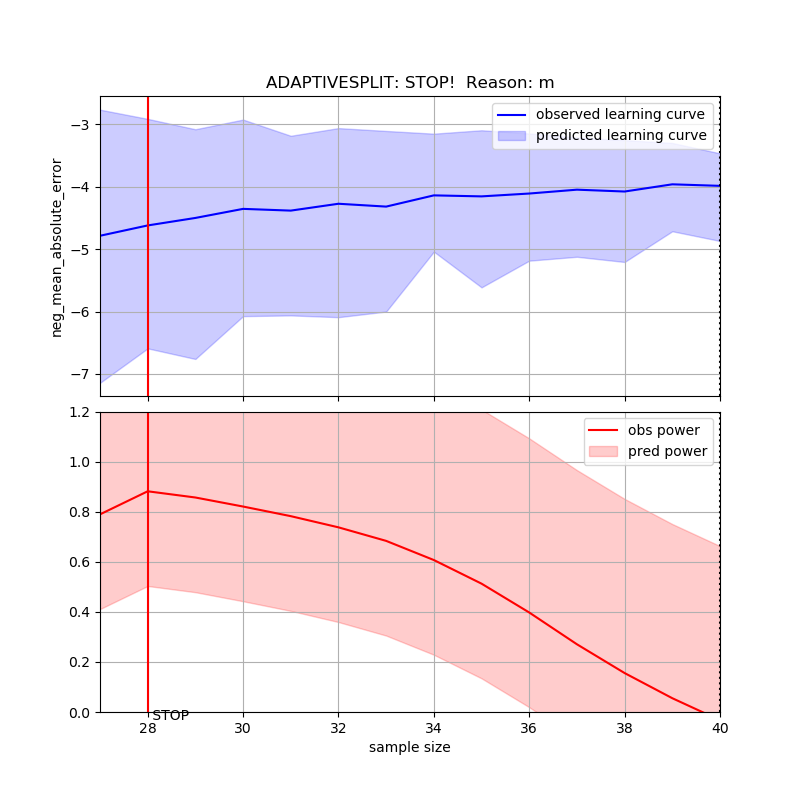 ADAPTIVESPLIT: STOP!  Reason: m
observed learning curve
predicted learning curve
neg_mean_absolute_error
−3
−4
−5
−6
−7
obs power
pred power
1.2
1.0
0.8
0.6
0.4
0.2
0.0
STOP
28
30
32
34
36
38
40
sample size